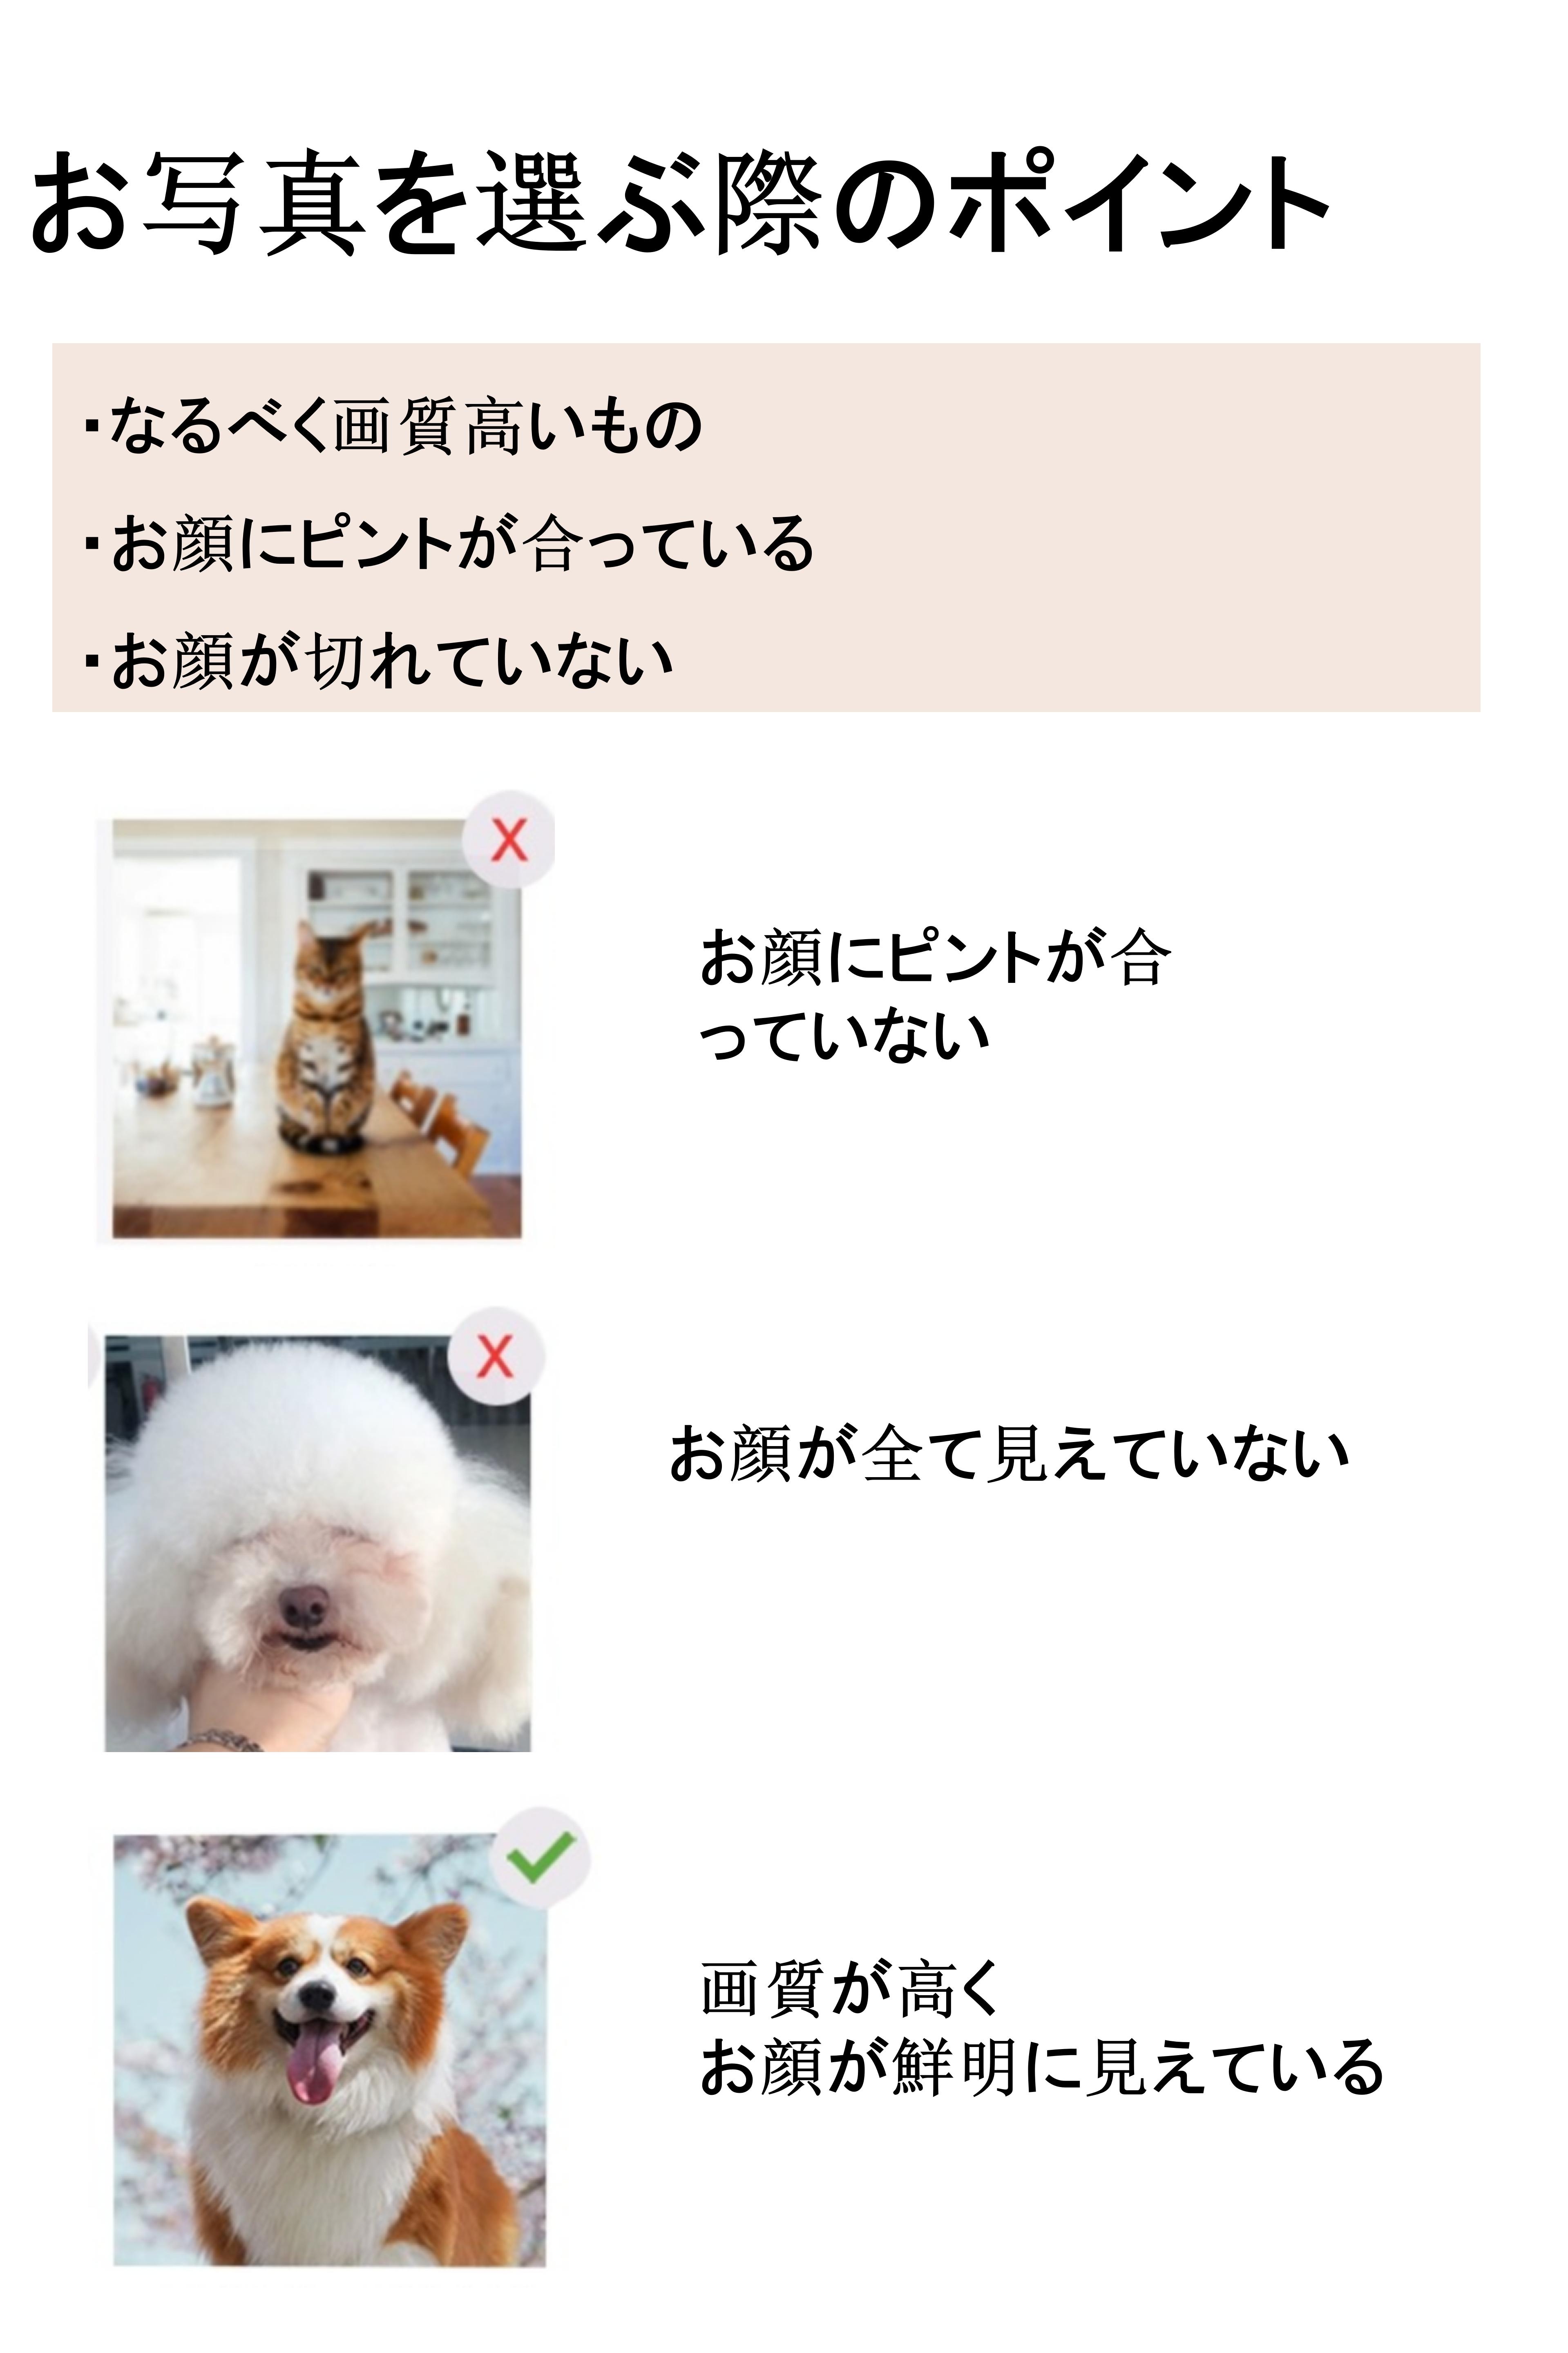 お写真を選ぶ際のポイント
・なるべく画質高いもの
・お顔にピントが合っている
・お顔が切れていない
X
お顔にピントが合
っていない
X
お顔が全て見えていない
画質が高く
お顔が鮮明に見えている